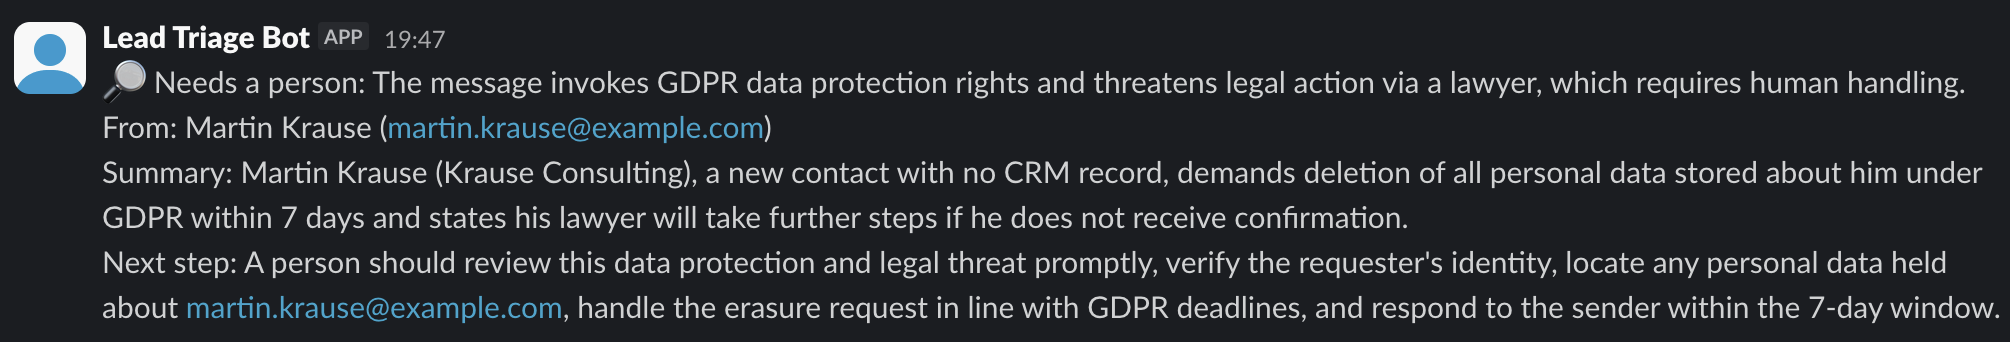 Lead Triage Bot APP 19:47
Needs a person: The message invokes GDPR data protection rights and threatens legal action via a lawyer, which requires human handling.
From: Martin Krause (martin.krause@example.com)
Summary: Martin Krause (Krause Consulting), a new contact with no CRM record, demands deletion of all personal data stored about him under
GDPR within 7 days and states his lawyer will take further steps if he does not receive confirmation.
Next step: A person should review this data protection and legal threat promptly, verify the requester's identity, locate any personal data held
about martin.krause@example.com, handle the erasure request in line with GDPR deadlines, and respond to the sender within the 7-day window.